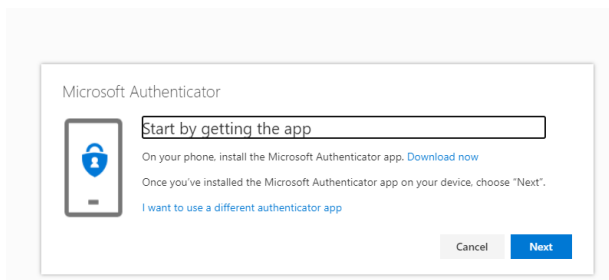 Microsoft Authenticator
Start by getting the app
On your phone, install the Microsoft Authenticator app. Download now
Once you've installed the Microsoft Authenticator app on your device, choose "Next".
I want to use a different authenticator app
Cancel
Next